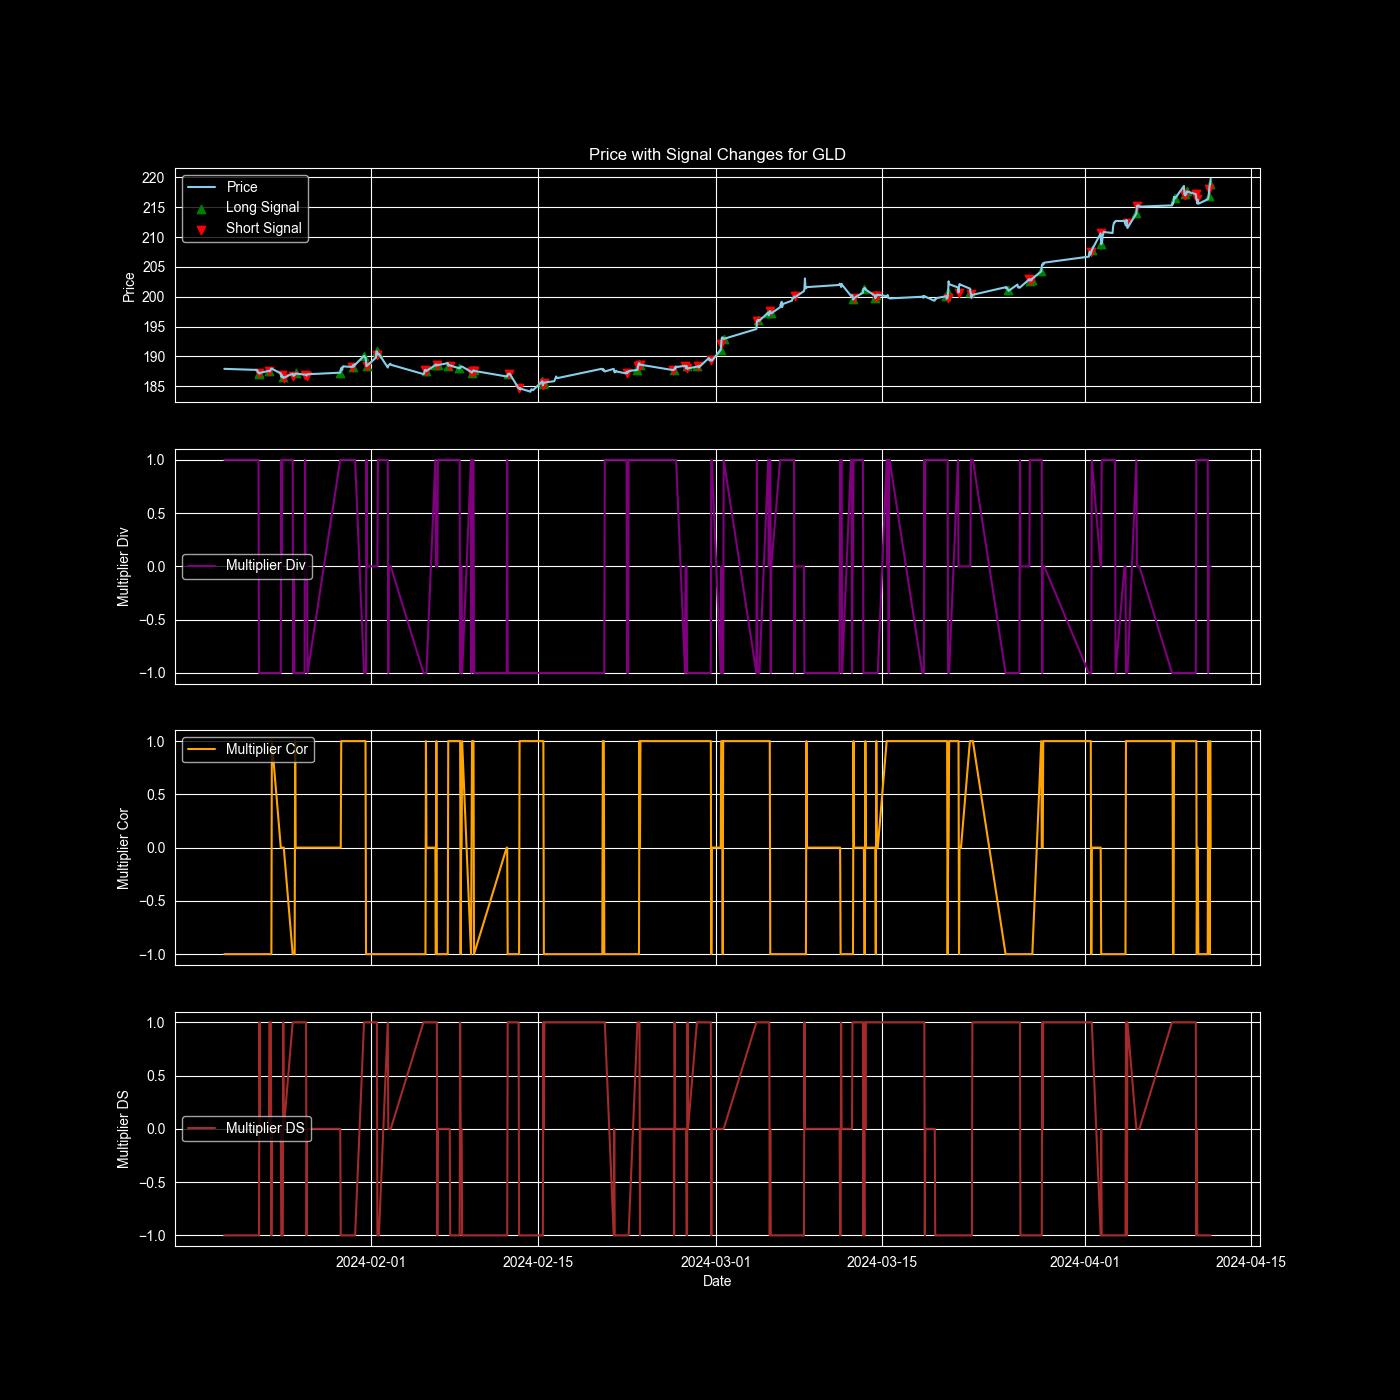 Price with Signal Changes for GLD
Price
Long Signal
Short Signal
220
215
210
205
200
195
190
185
Price
1.0
0.5
0.0
−0.5
−1.0
Multiplier Div
Multiplier Div
1.0
0.5
0.0
−0.5
−1.0
Multiplier Cor
Multiplier Cor
1.0
0.5
0.0
−0.5
−1.0
Multiplier DS
Multiplier DS
2024-02-01 2024-02-15 2024-03-01 2024-03-15 2024-04-01 2024-04-15
Date